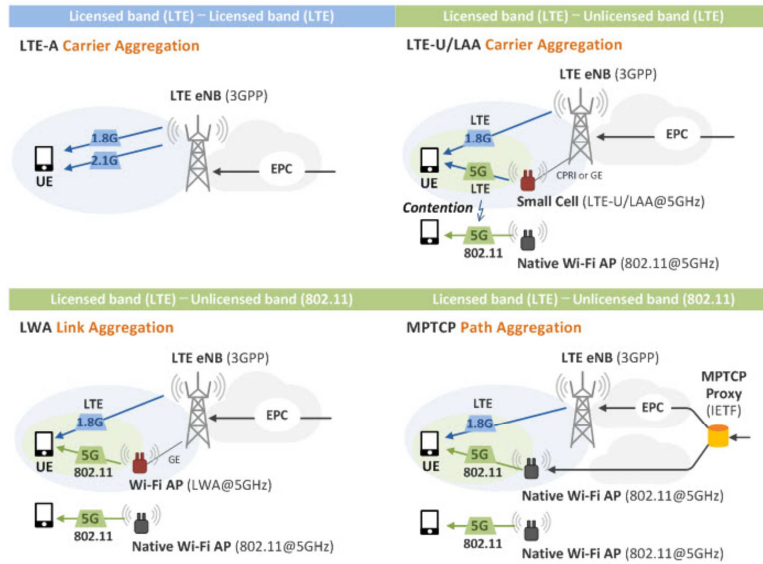 Licensed band (LTE) – Licensed band (LTE)
LTE-A Carrier Aggregation
LTE eNB (3GPP)
1.8G
2.1G
UE
EPC
Licensed band (LTE) – Unlicensed band (LTE)
LTE-U/LAA Carrier Aggregation
LTE eNB (3GPP)
LTE
1.8G
EPC
UE
5G
LTE
CPRI or GE
Contention
Small Cell (LTE-U/LAA@5GHz)
5G
802.11
Native Wi-Fi AP (802.11@5GHz)
Licensed band (LTE) – Unlicensed band (802.11)
LWA Link Aggregation
LTE eNB (3GPP)
LTE
1.8G
EPC
UE
5G
802.11
GE
Wi-Fi AP (LWA@5GHz)
5G
802.11
Native Wi-Fi AP (802.11@5GHz)
Licensed band (LTE) – Unlicensed band (802.11)
MPTCP Path Aggregation
LTE eNB (3GPP)
MPTCP
Proxy
(IETF)
LTE
1.8G
EPC
UE
5G
802.11
Native Wi-Fi AP (802.11@5GHz)
5G
802.11
Native Wi-Fi AP (802.11@5GHz)